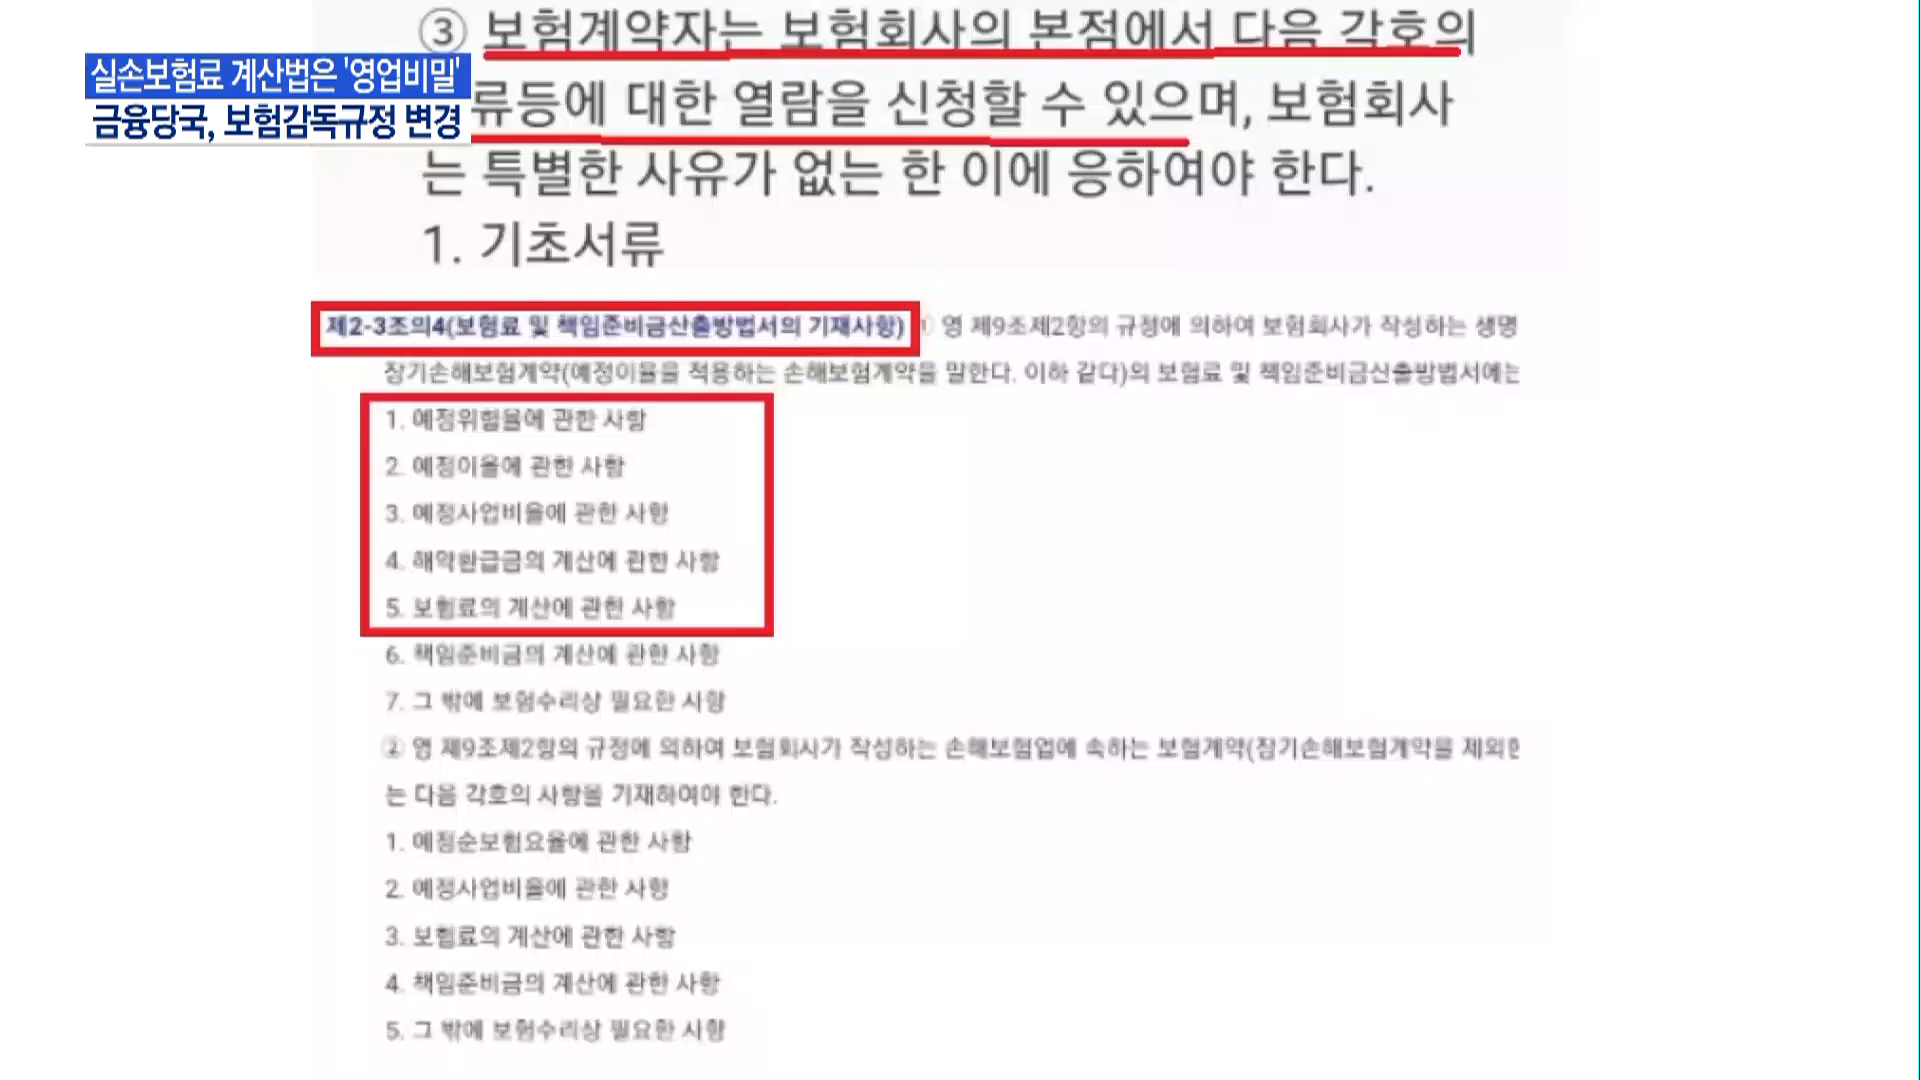 실손보험료 계산법은 '영업비밀'
금융당국, 보험감독규정 변경
③ 보험계약자는 보험회사의 본점에서 다음 각호의
류등에 대한 열람을 신청할 수 있으며, 보험회사
는 특별한 사유가 없는 한 이에 응하여야 한다.
1. 기초서류
제2-3조의4(보험료 및 책임준비금산출방법서의 기재사항) ① 영 제9조제2항의 규정에 의하여 보험회사가 작성하는 생명
장기손해보험계약(예정이율을 적용하는 손해보험계약을 말한다. 이하 같다)의 보험료 및 책임준비금산출방법서에는
1. 예정위험율에 관한 사항
2. 예정이율에 관한 사항
3. 예정사업비율에 관한 사항
4. 해약환급금의 계산에 관한 사항
5. 보험료의 계산에 관한 사항
6. 책임준비금의 계산에 관한 사항
7. 그 밖에 보험수리상 필요한 사항
② 영 제9조제2항의 규정에 의하여 보험회사가 작성하는 손해보험업에 속하는 보험계약(장기손해보험계약을 제외한
는 다음 각호의 사항을 기재하여야 한다.
1. 예정순보험요율에 관한 사항
2. 예정사업비율에 관한 사항
3. 보험료의 계산에 관한 사항
4. 책임준비금의 계산에 관한 사항
5. 그 밖에 보험수리상 필요한 사항